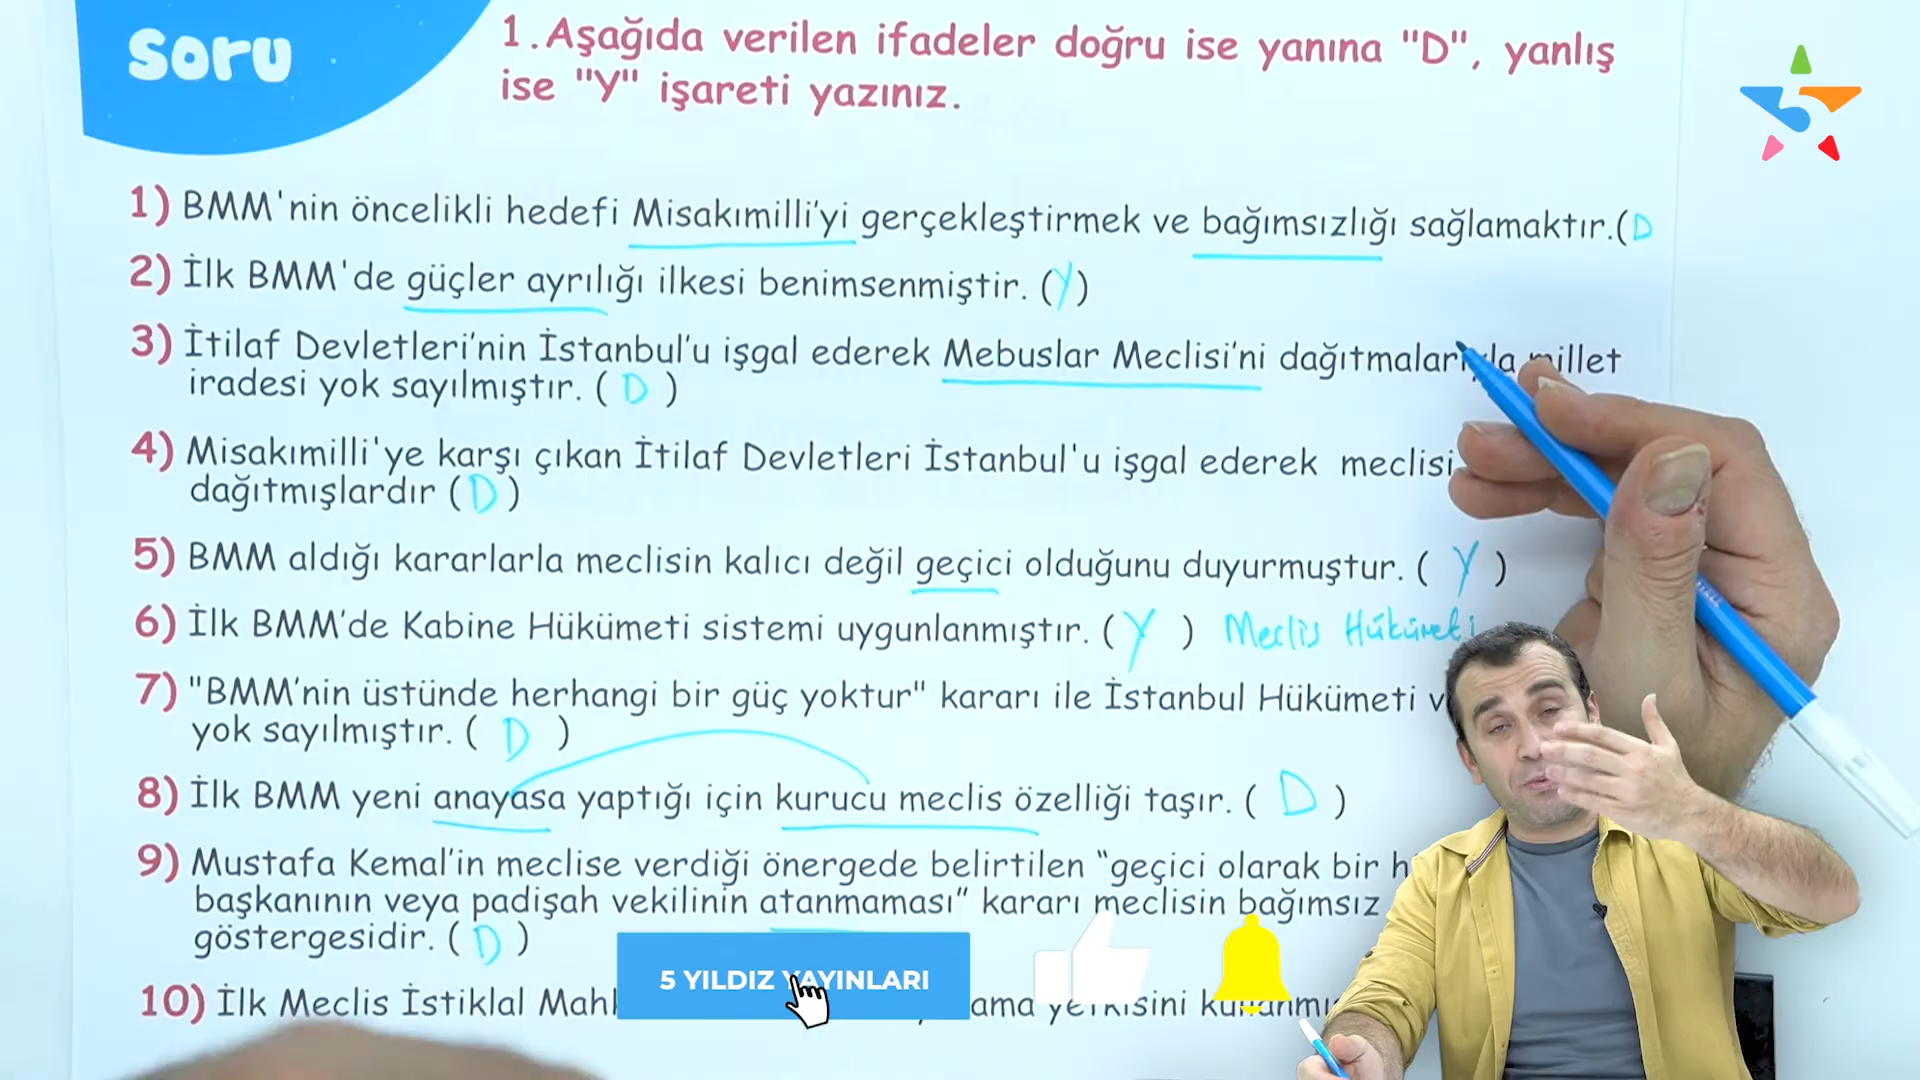 soru
1.Aşağıda verilen ifadeler doğru ise yanına "D", yanlış
ise "Y" işareti yazınız.
1) BMM'nin öncelikli hedefi Misakımilli'yi gerçekleştirmek ve bağımsızlığı sağlamaktır.(D
2) İlk BMM'de güçler ayrılığı ilkesi benimsenmiştir. (Y)
3) İtilaf Devletleri'nin İstanbul'u işgal ederek Mebuslar Meclisi'ni dağıtmalarıyla millet
iradesi yok sayılmıştır. ( D )
4) Misakımilli'ye karşı çıkan İtilaf Devletleri İstanbul'u işgal ederek meclisi
dağıtmışlardır ( D )
5) BMM aldığı kararlarla meclisin kalıcı değil geçici olduğunu duyurmuştur. ( Y )
6) İlk BMM'de Kabine Hükümeti sistemi uygunlanmıştır. ( Y ) Meclis Hükümeti
7) "BMM'nin üstünde herhangi bir güç yoktur" kararı ile İstanbul Hükümeti
yok sayılmıştır. ( D )
8) İlk BMM yeni anayasa yaptığı için kurucu meclis özelliği taşır. ( D )
9) Mustafa Kemal'in meclise verdiği önergede belirtilen "geçici olarak bir
başkanının veya padişah vekilinin atanmaması" kararı meclisin bağımsız
göstergesidir. ( D )
5 YILDIZ YAYINLARI
10) İlk Meclis İstiklal yetkisini